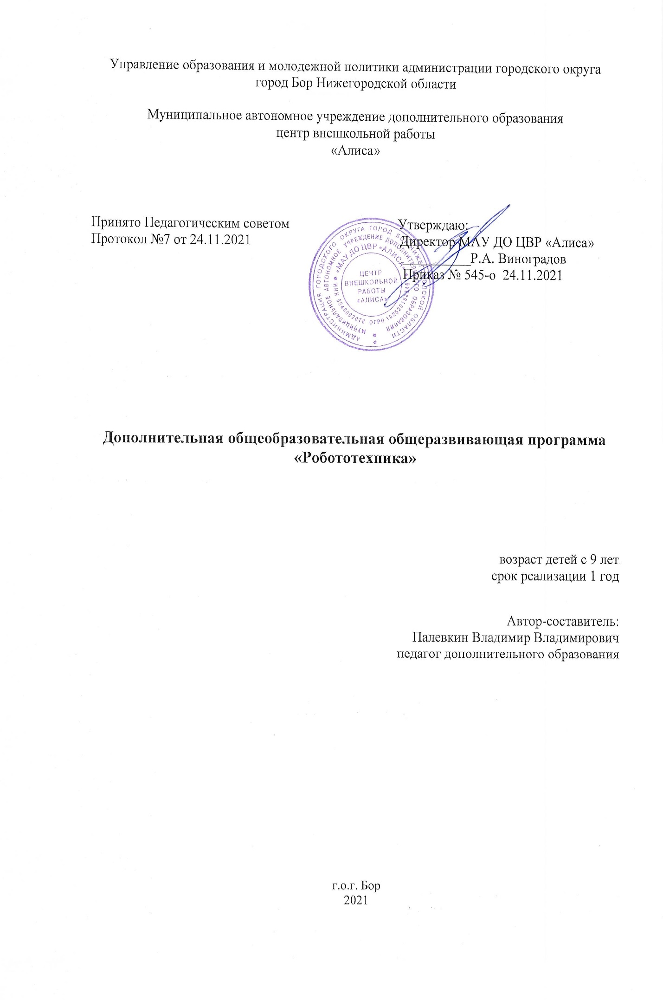 Управление образования и молодежной политики администрации городского округа
город Бор Нижегородской области
Муниципальное автономное учреждение дополнительного образования
центр внешкольной работы
«Алиса»
Принято Педагогическим советом
Протокол №7 от 24.11.2021
Утверждаю:
Директор МАУ ДО ЦВР «Алиса»
Р.А. Виноградов
Приказ № 545-о 24.11.2021
АДМИНИСТРАЦИЯ ГОРОДСКОГО ОКРУГА ГОРОД БОР НИЖЕГОРОДСКОЙ ОБЛАСТИ
МУНИЦИПАЛЬНОЕ АВТОНОМНОЕ УЧРЕЖДЕНИЕ ДОПОЛНИТЕЛЬНОГО ОБРАЗОВАНИЯ
«МАУ ДО ЦВР «АЛИСА»
ИНН 5246002078 ОГРН
ЦЕНТР
ВНЕШКОЛЬНОЙ
РАБОТЫ
«АЛИСА»
Дополнительная общеобразовательная общеразвивающая программа
«Робототехника»
возраст детей с 9 лет
срок реализации 1 год
Автор-составитель:
Палевкин Владимир Владимирович
педагог дополнительного образования
г.о.г. Бор
2021